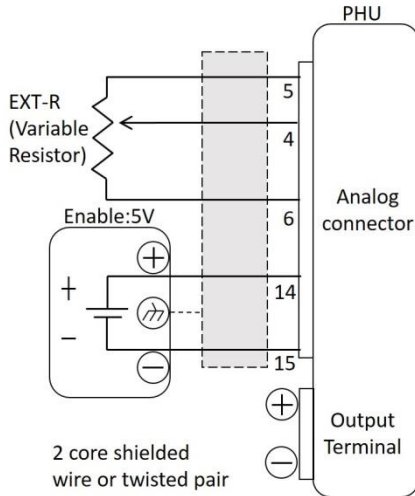 PHU
EXT-R
(Variable
Resistor)
5
4
6
Analog
connector
Enable:5V
+
+
14
−
15
−
+
Output
Terminal
−
2 core shielded
wire or twisted pair